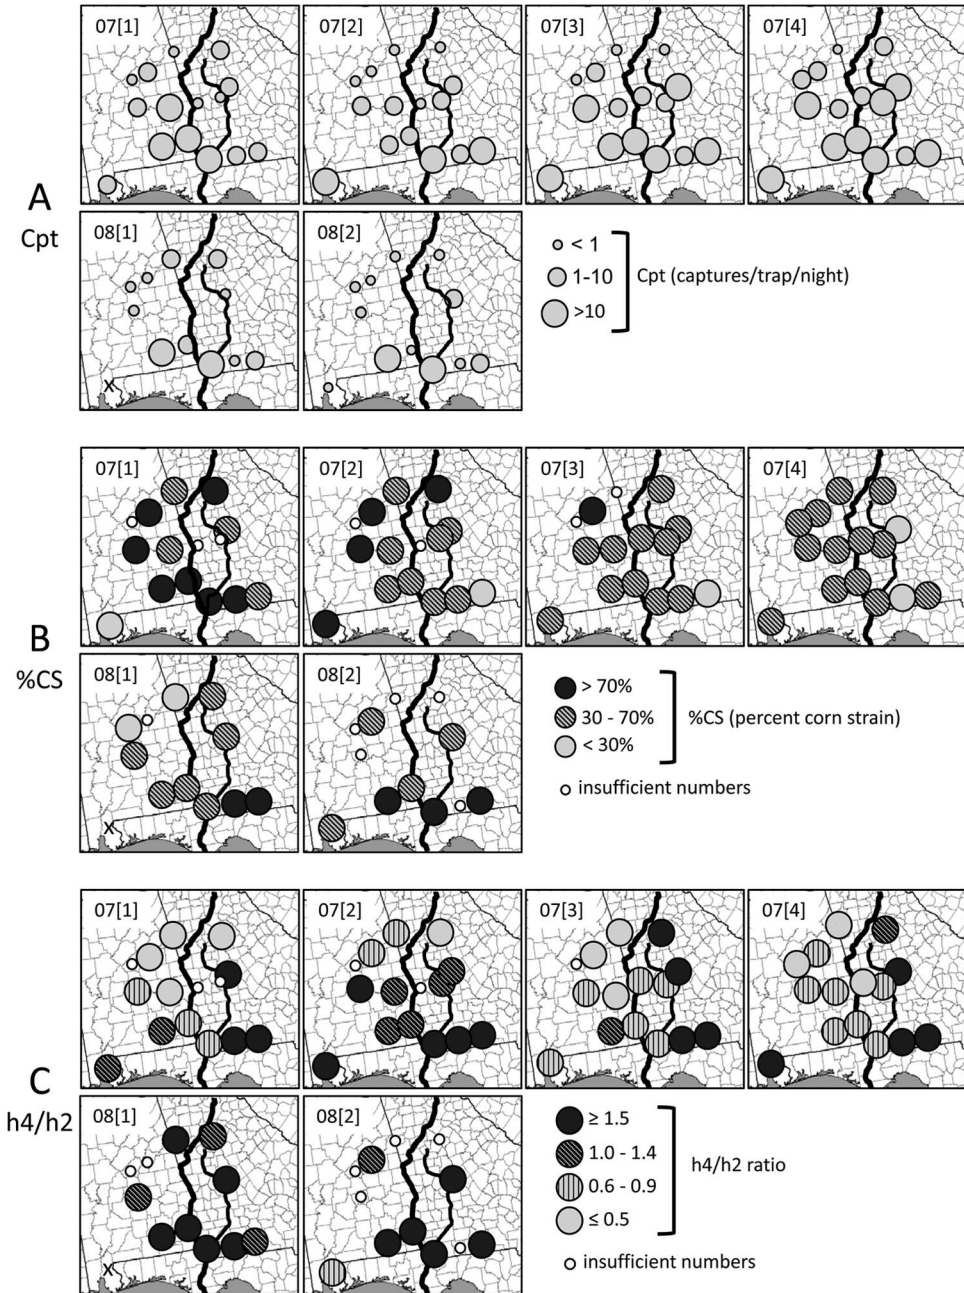 07[1]
07[2]
07[3]
07[4]
A
Cpt
08[1]
08[2]
< 1
1-10
>10
Cpt (captures/trap/night)
X
07[1]
07[2]
07[3]
07[4]
B
%CS
08[1]
08[2]
> 70%
30 - 70%
< 30%
%CS (percent corn strain)
insufficient numbers
X
07[1]
07[2]
07[3]
07[4]
C
h4/h2
08[1]
08[2]
≥ 1.5
1.0 - 1.4
0.6 - 0.9
≤ 0.5
h4/h2 ratio
insufficient numbers
X